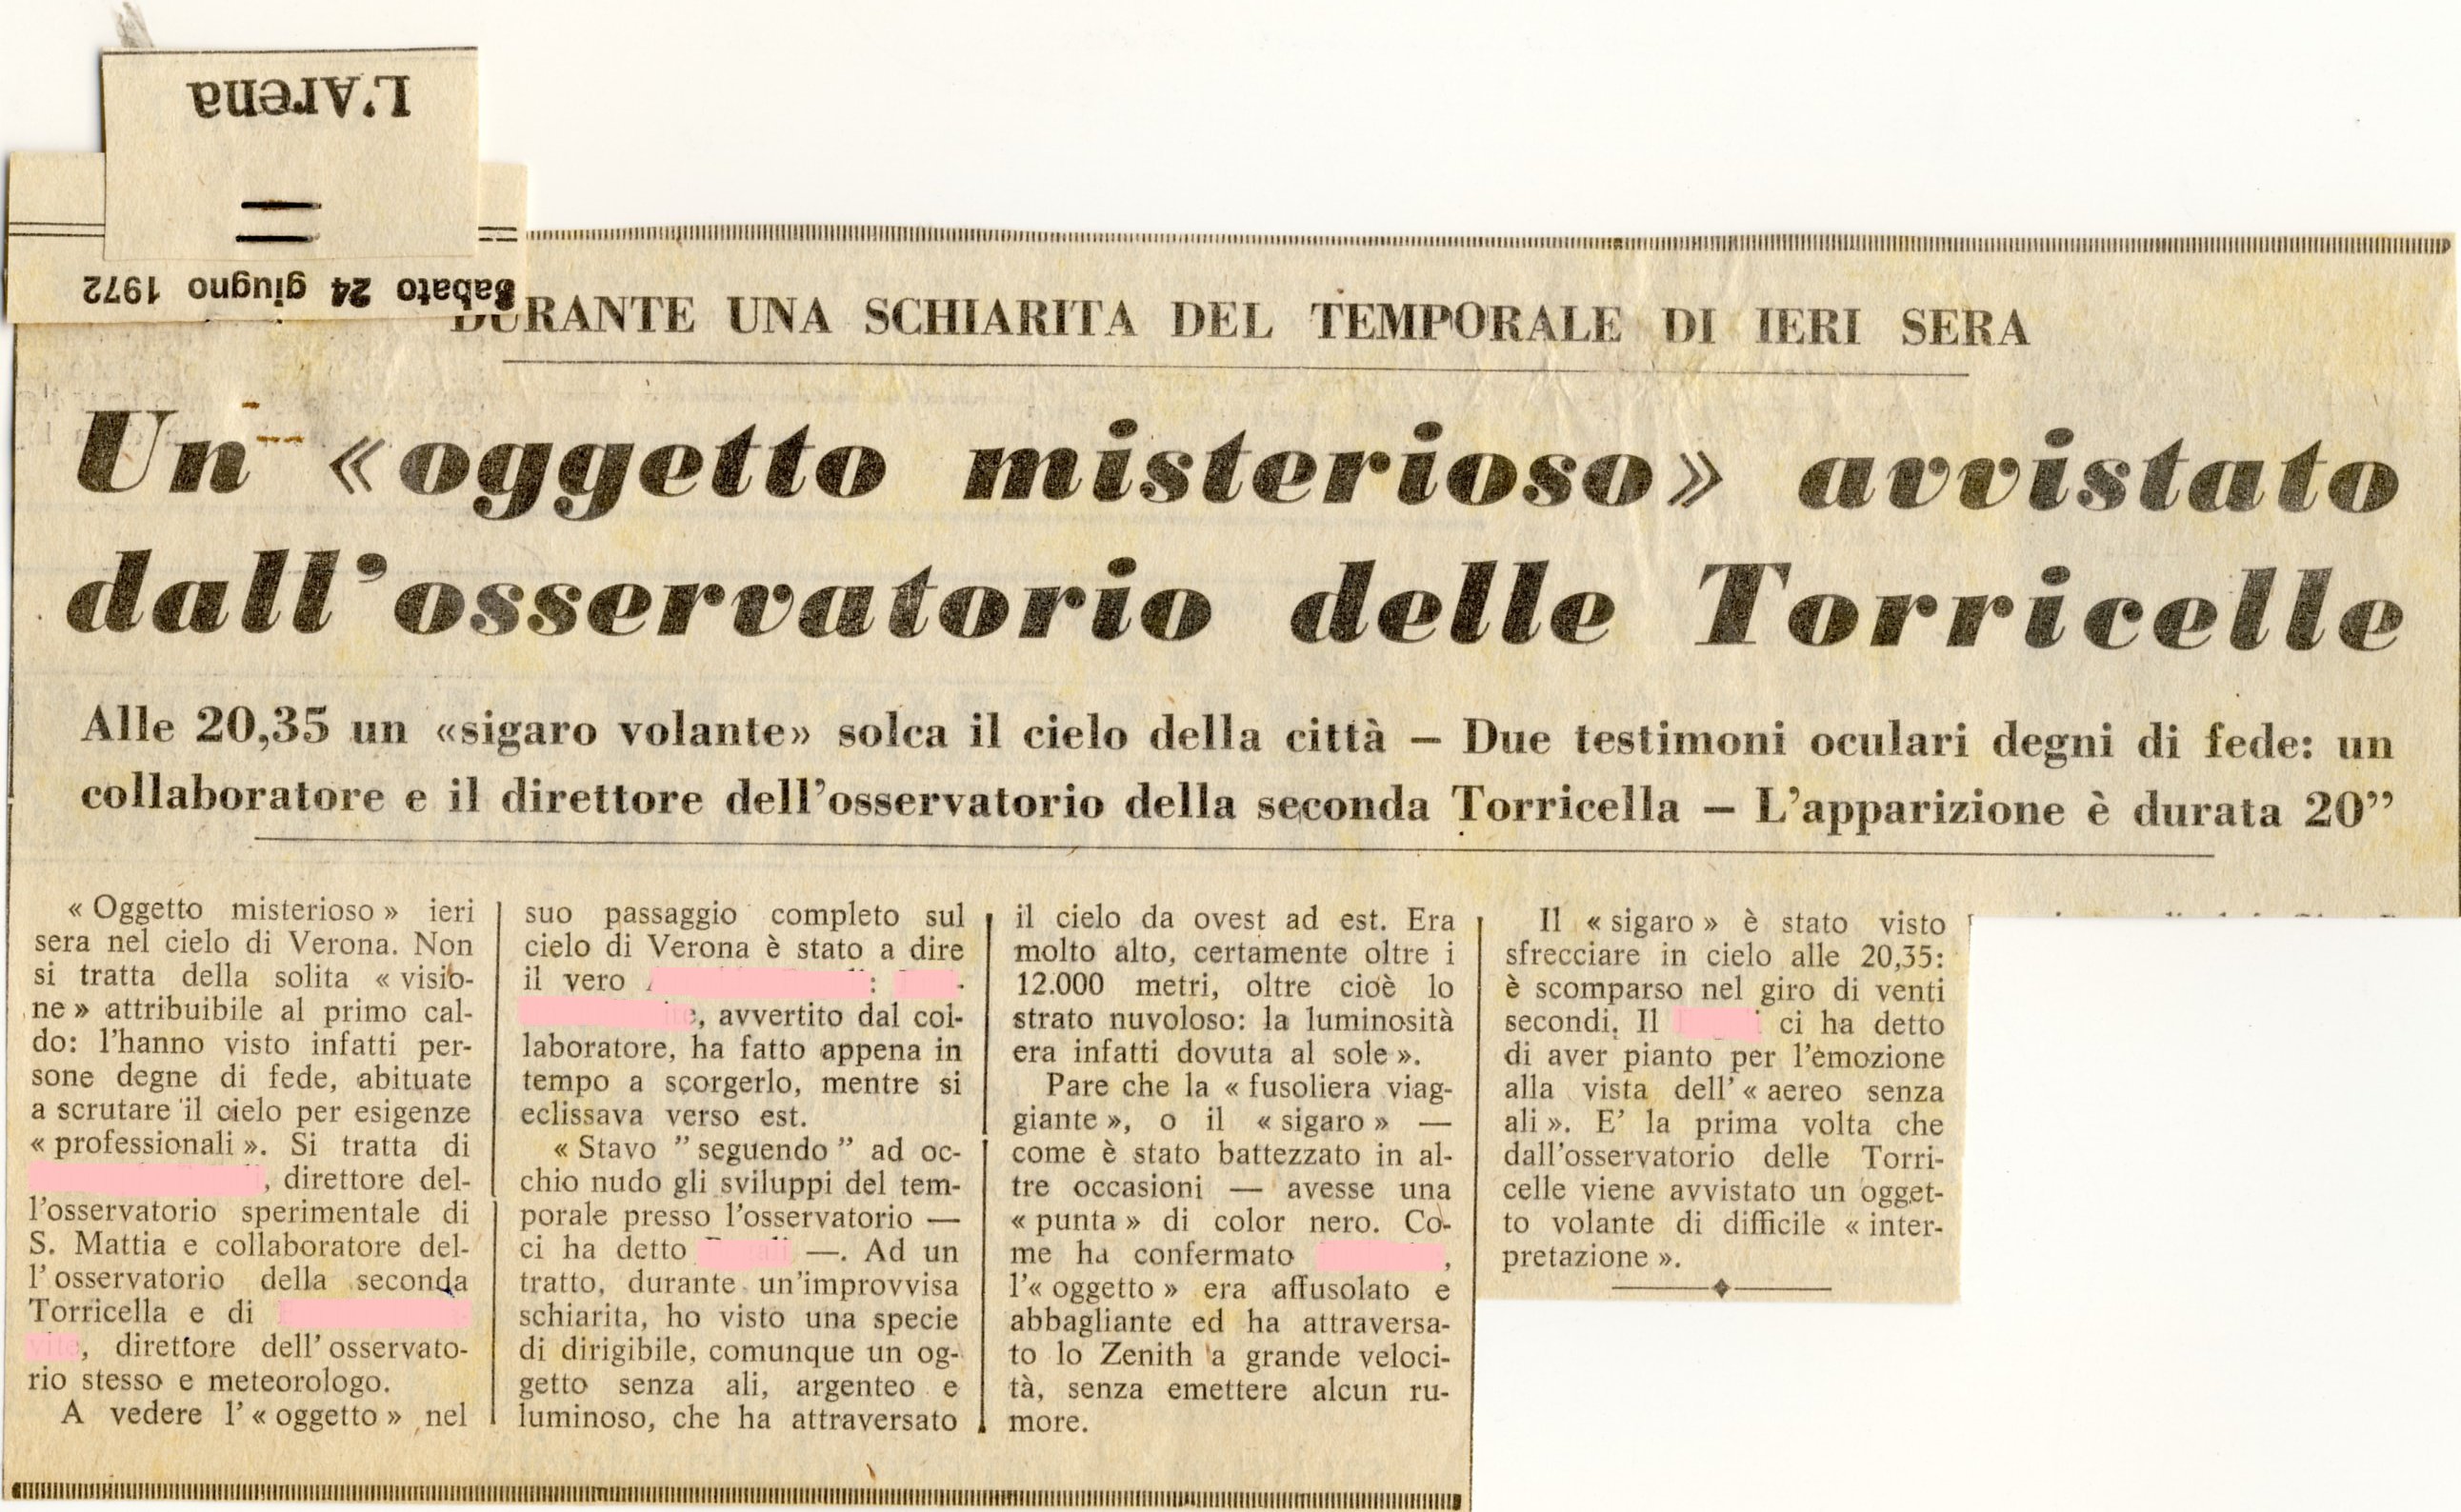 L'Arena
Sabato 24 giugno 1972
DURANTE UNA SCHIARITA DEL TEMPORALE DI IERI SERA
Un «oggetto misterioso» avvistato
dall'osservatorio delle Torricelle
Alle 20,35 un «sigaro volante» solca il cielo della città – Due testimoni oculari degni di fede: un
collaboratore e il direttore dell'osservatorio della seconda Torricella – L'apparizione è durata 20”
« Oggetto misterioso » ieri
sera nel cielo di Verona. Non
si tratta della solita « visio-
ne » attribuibile al primo cal-
do: l'hanno visto infatti per-
sone degne di fede, abituate
a scrutare il cielo per esigenze
« professionali ». Si tratta di
, direttore del-
l'osservatorio sperimentale di
S. Mattia e collaboratore del-
l'osservatorio della seconda
Torricella e di
, direttore dell'osservato-
rio stesso e meteorologo.
A vedere l'« oggetto » nel
suo passaggio completo sul
cielo di Verona è stato a dire
il vero :
, avvertito dal col-
laboratore, ha fatto appena in
tempo a scorgerlo, mentre si
eclissava verso est.
« Stavo ” seguendo ” ad oc-
chio nudo gli sviluppi del tem-
porale presso l'osservatorio —
ci ha detto —. Ad un
tratto, durante un'improvvisa
schiarita, ho visto una specie
di dirigibile, comunque un og-
getto senza ali, argenteo e
luminoso, che ha attraversato
il cielo da ovest ad est. Era
molto alto, certamente oltre i
12.000 metri, oltre cioè lo
strato nuvoloso: la luminosità
era infatti dovuta al sole ».
Pare che la « fusoliera viag-
giante », o il « sigaro » —
come è stato battezzato in al-
tre occasioni — avesse una
« punta » di color nero. Co-
me ha confermato ,
l'« oggetto » era affusolato e
abbagliante ed ha attraversa-
to lo Zenith a grande veloci-
tà, senza emettere alcun ru-
more.
Il « sigaro » è stato visto
sfrecciare in cielo alle 20,35:
è scomparso nel giro di venti
secondi. Il ci ha detto
di aver pianto per l'emozione
alla vista dell'« aereo senza
ali ». E' la prima volta che
dall'osservatorio delle Torri-
celle viene avvistato un ogget-
to volante di difficile « inter-
pretazione ».